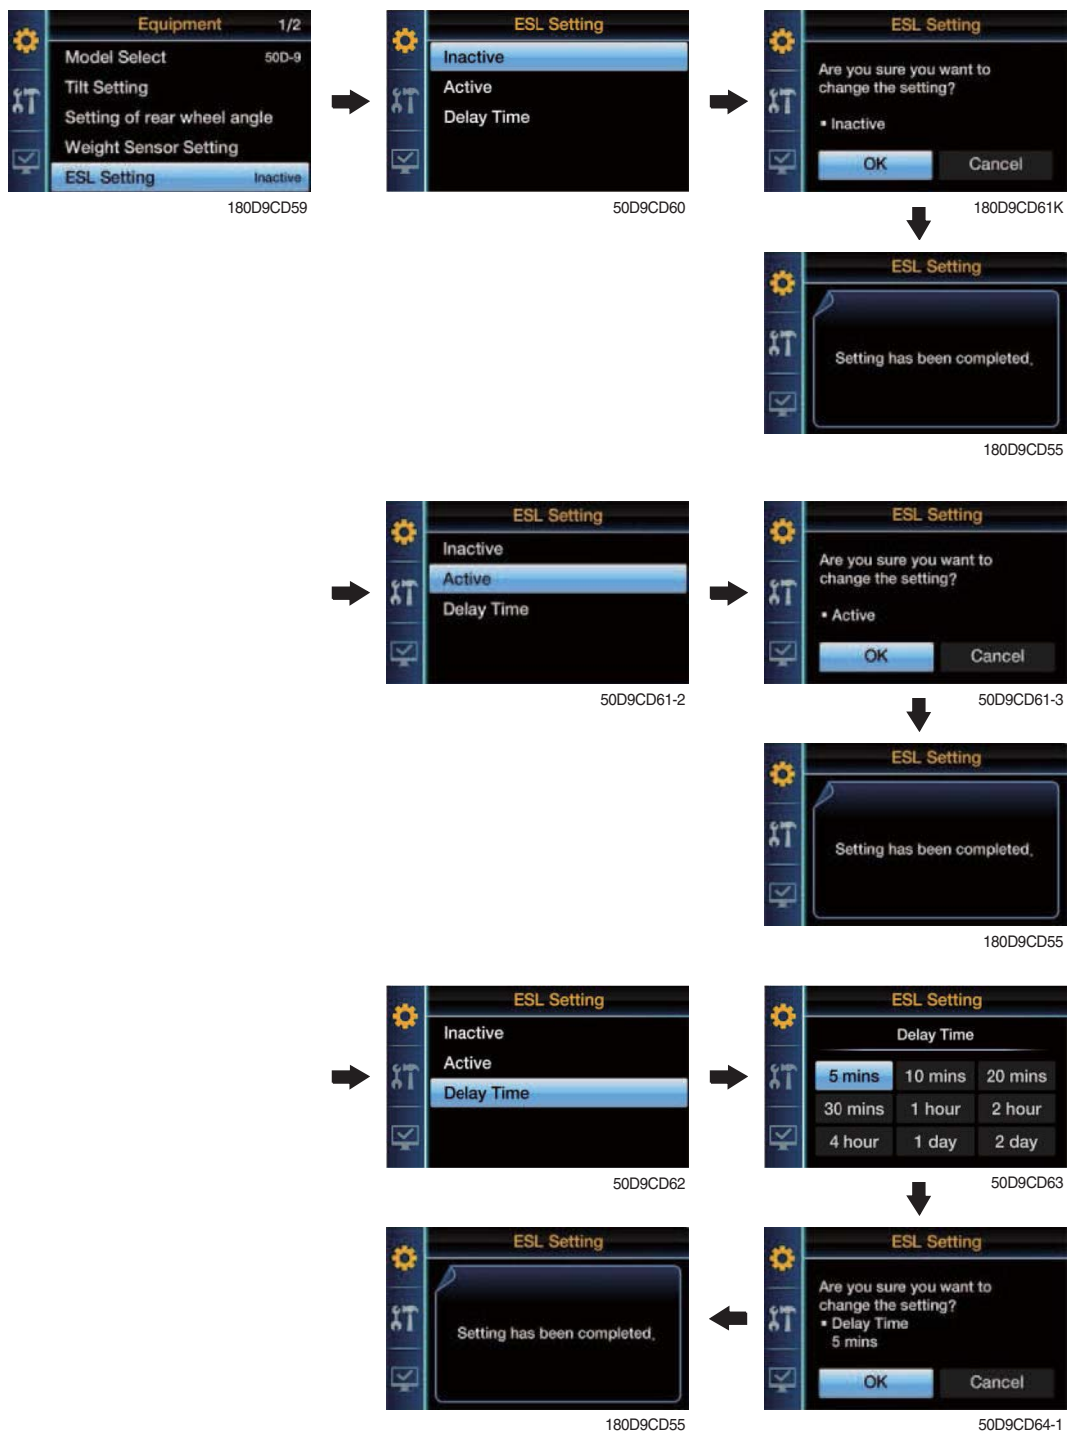 Equipment 1/2
Model Select 50D-9
Tilt Setting
Setting of rear wheel angle
Weight Sensor Setting
ESL Setting Inactive
180D9CD59
ESL Setting
Inactive
Active
Delay Time
50D9CD60
ESL Setting
Are you sure you want to
change the setting?
▪ Inactive
OK Cancel
180D9CD61K
ESL Setting
Setting has been completed.
180D9CD55
ESL Setting
Inactive
Active
Delay Time
50D9CD61-2
ESL Setting
Are you sure you want to
change the setting?
▪ Active
OK Cancel
50D9CD61-3
ESL Setting
Setting has been completed.
180D9CD55
ESL Setting
Inactive
Active
Delay Time
50D9CD62
ESL Setting
Delay Time
5 mins 10 mins 20 mins
30 mins 1 hour 2 hour
4 hour 1 day 2 day
50D9CD63
ESL Setting
Are you sure you want to
change the setting?
▪ Delay Time
5 mins
OK Cancel
50D9CD64-1
ESL Setting
Setting has been completed.
180D9CD55